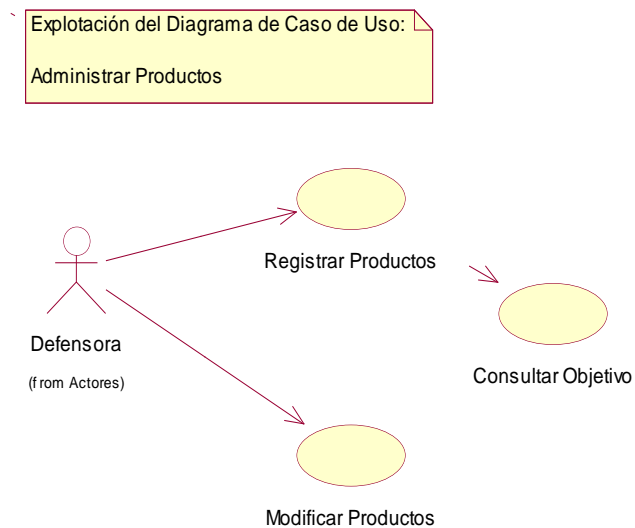 Explotación del Diagrama de Caso de Uso:
Administrar Productos
Registrar Productos
Defensora
(from Actores)
Consultar Objetivo
Modificar Productos